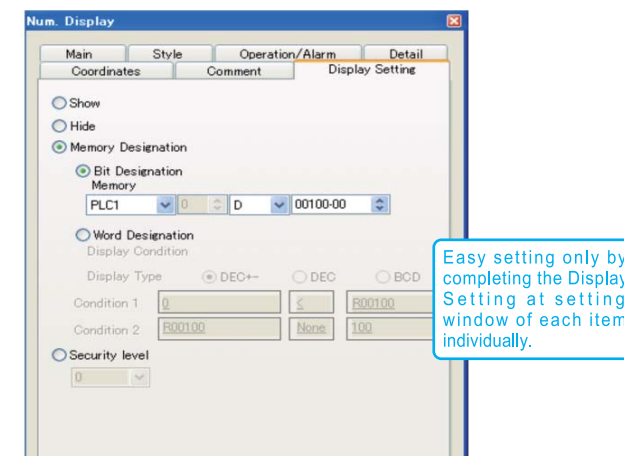 Num. Display
Main Style Operation/Alarm Detail
Coordinates Comment Display Setting
Show
Hide
Memory Designation
Bit Designation
Memory
PLC1 0 D 00100-00
Word Designation
Display Condition
Display Type DEC+- DEC BCD
Condition 1 0 ≤ R00100
Condition 2 R00100 None 100
Security level
0
Easy setting only by
completing the Display
Setting at setting
window of each item
individually.